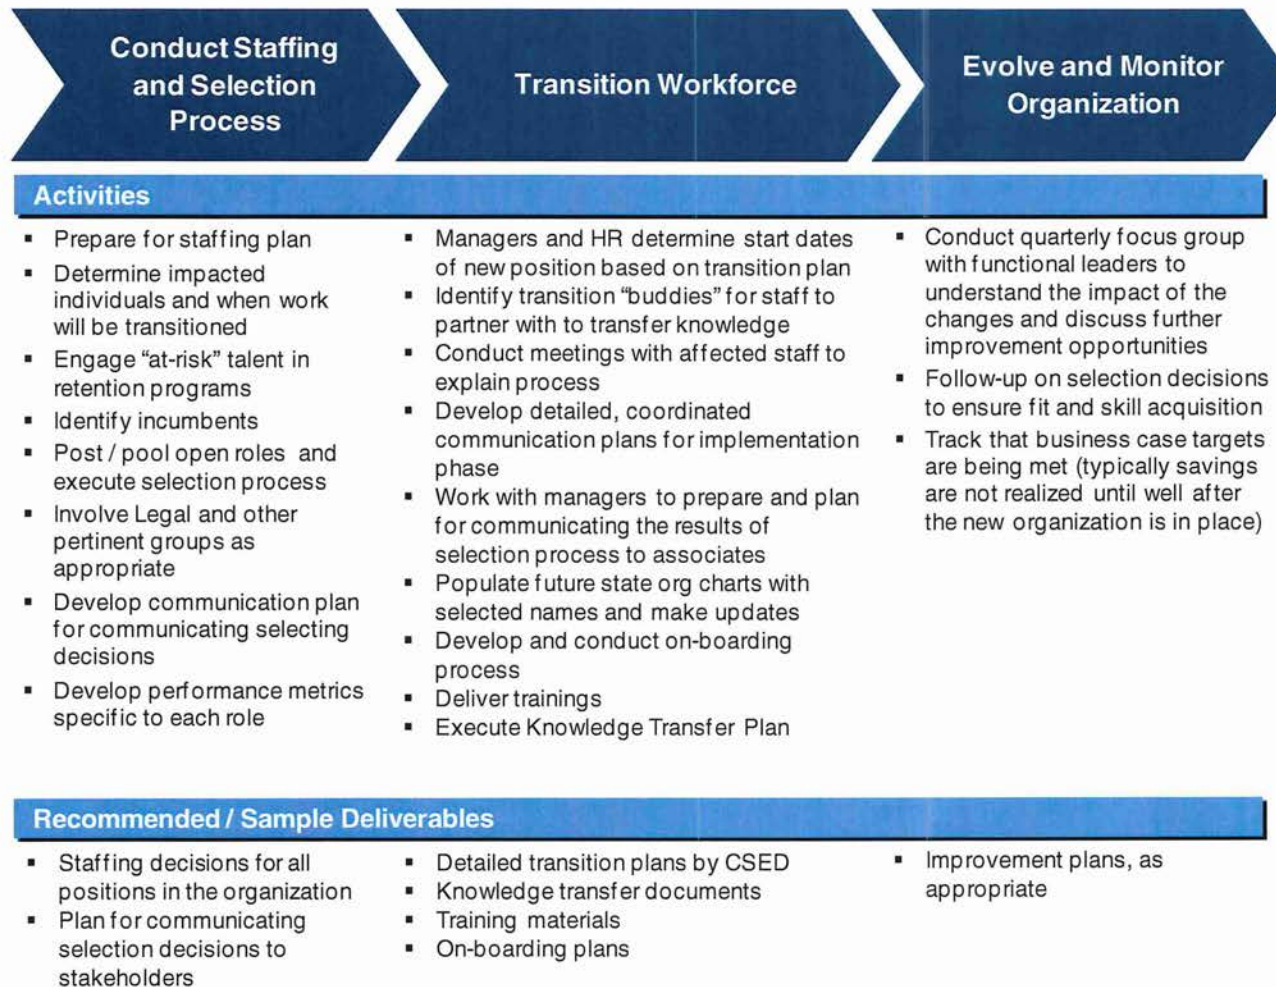 Conduct Staffing
and Selection
Process
Transition Workforce
Evolve and Monitor
Organization
Activities
▪ Prepare for staffing plan
▪ Determine impacted
individuals and when work
will be transitioned
▪ Engage “at-risk” talent in
retention programs
▪ Identify incumbents
▪ Post / pool open roles and
execute selection process
▪ Involve Legal and other
pertinent groups as
appropriate
▪ Develop communication plan
for communicating selecting
decisions
▪ Develop performance metrics
specific to each role
▪ Managers and HR determine start dates
of new position based on transition plan
▪ Identify transition “buddies” for staff to
partner with to transfer knowledge
▪ Conduct meetings with affected staff to
explain process
▪ Develop detailed, coordinated
communication plans for implementation
phase
▪ Work with managers to prepare and plan
for communicating the results of
selection process to associates
▪ Populate future state org charts with
selected names and make updates
▪ Develop and conduct on-boarding
process
▪ Deliver trainings
▪ Execute Knowledge Transfer Plan
▪ Conduct quarterly focus group
with functional leaders to
understand the impact of the
changes and discuss further
improvement opportunities
▪ Follow-up on selection decisions
to ensure fit and skill acquisition
▪ Track that business case targets
are being met (typically savings
are not realized until well after
the new organization is in place)
Recommended / Sample Deliverables
▪ Staffing decisions for all
positions in the organization
▪ Plan for communicating
selection decisions to
stakeholders
▪ Detailed transition plans by CSED
▪ Knowledge transfer documents
▪ Training materials
▪ On-boarding plans
▪ Improvement plans, as
appropriate